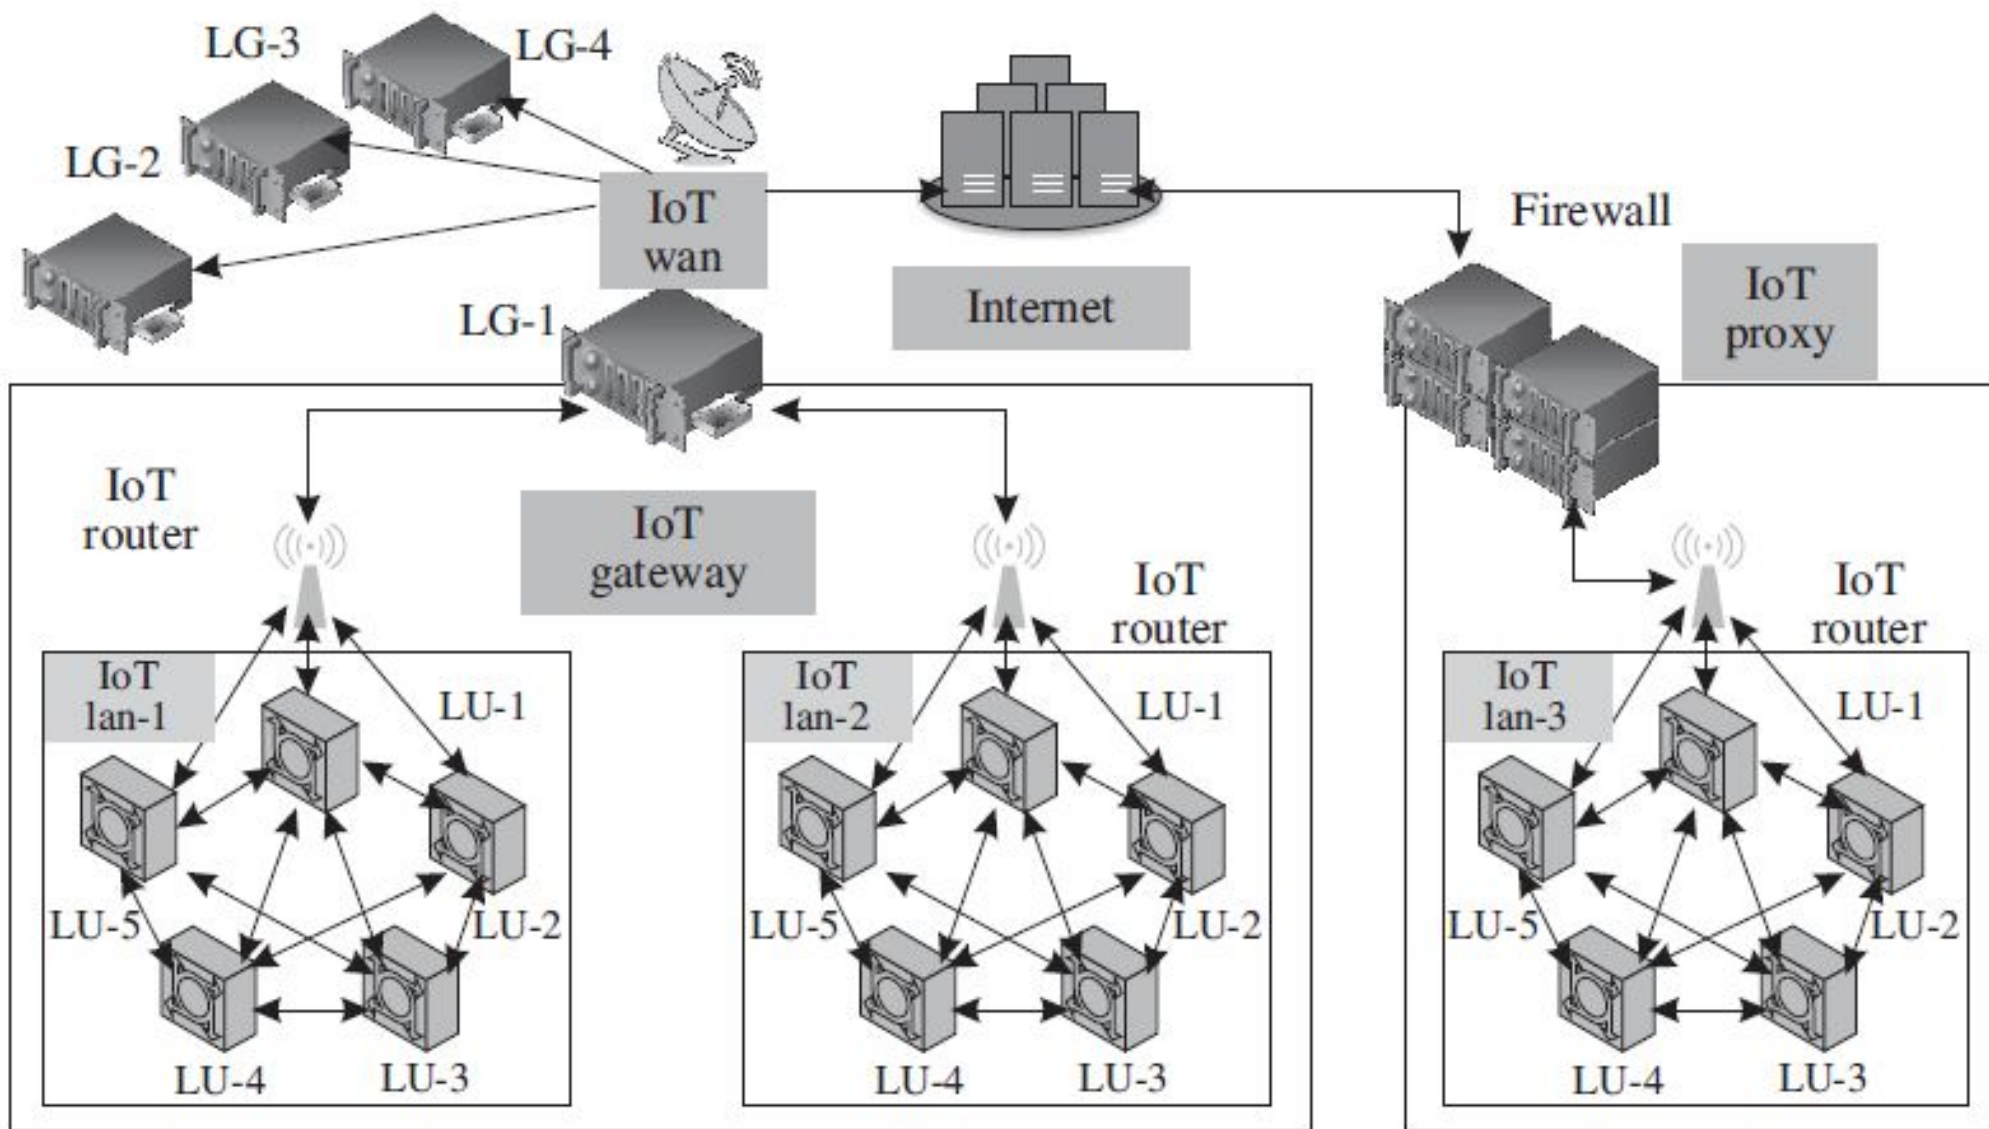 LG-3
LG-4
LG-2
IoT
wan
Firewall
IoT
proxy
LG-1
Internet
IoT
router
IoT
gateway
IoT
router
IoT
router
IoT
lan-1
LU-1
LU-5
LU-2
LU-4
LU-3
IoT
lan-2
LU-1
LU-5
LU-2
LU-4
LU-3
IoT
lan-3
LU-1
LU-5
LU-2
LU-4
LU-3